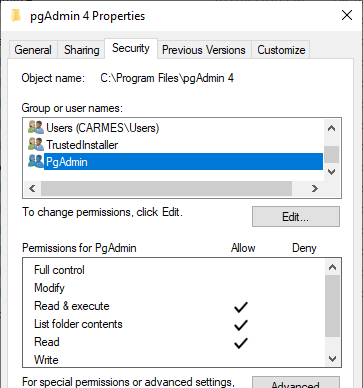 pgAdmin 4 Properties
General Sharing Security Previous Versions Customize
Object name: C:\Program Files\pgAdmin 4
Group or user names:
Users (CARMES\Users)
TrustedInstaller
PgAdmin
To change permissions, click Edit.
Edit...
Permissions for PgAdmin Allow Deny
Full control
Modify
Read & execute
List folder contents
Read
Write
For special permissions or advanced settings,
Advanced